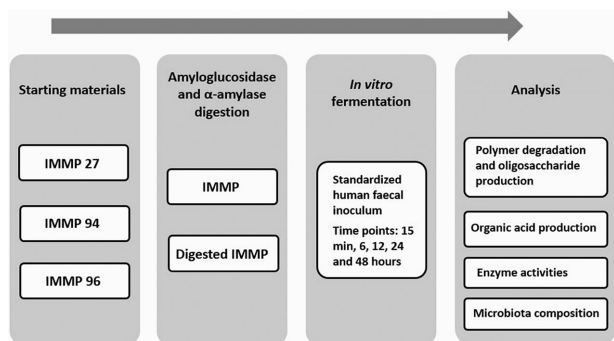 Starting materials
IMMP 27
IMMP 94
IMMP 96
Amyloglucosidase
and α-amylase
digestion
IMMP
Digested IMMP
In vitro
fermentation
Standardized
human faecal
inoculum
Time points: 15
min, 6, 12, 24
and 48 hours
Analysis
Polymer degradation
and oligosaccharide
production
Organic acid production
Enzyme activities
Microbiota composition